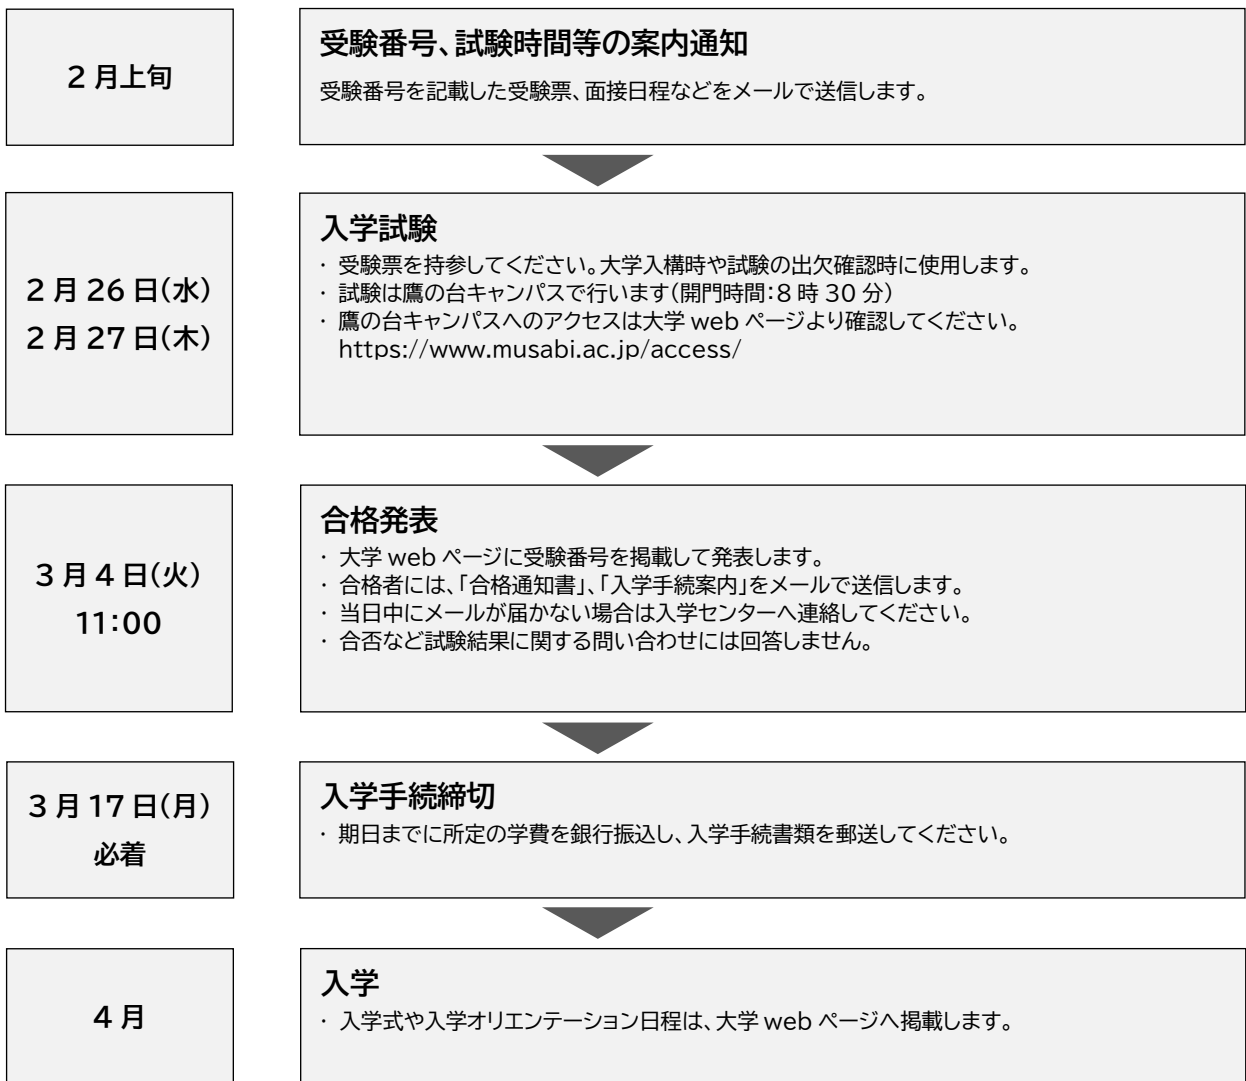 2月上旬
受験番号、試験時間等の案内通知
受験番号を記載した受験票、面接日程などをメールで送信します。
2月26日(水)
2月27日(木)
入学試験
・ 受験票を持参してください。大学入構時や試験の出欠確認時に使用します。
・ 試験は鷹の台キャンパスで行います(開門時間:8時30分)
・ 鷹の台キャンパスへのアクセスは大学 web ページより確認してください。
https://www.musabi.ac.jp/access/
3月4日(火)
11:00
合格発表
・ 大学 web ページに受験番号を掲載して発表します。
・ 合格者には、「合格通知書」、「入学手続案内」をメールで送信します。
・ 当日中にメールが届かない場合は入学センターへ連絡してください。
・ 合否など試験結果に関する問い合わせには回答しません。
3月17日(月)
必着
入学手続締切
・ 期日までに所定の学費を銀行振込し、入学手続書類を郵送してください。
4月
入学
・ 入学式や入学オリエンテーション日程は、大学 web ページへ掲載します。